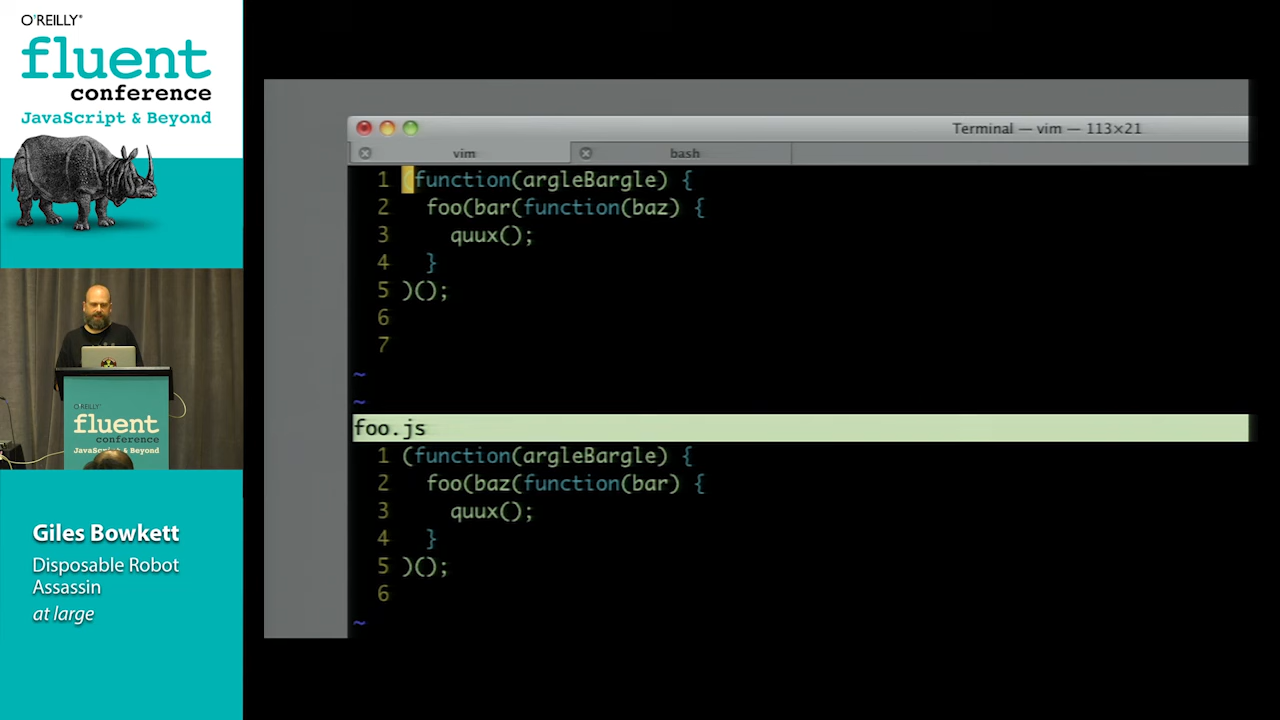 O'REILLY®
fluent
conference
JavaScript & Beyond
O'REILLY
fluent
conference
JavaScript & Beyond
Giles Bowkett
Disposable Robot
Assassin
at large
Terminal — vim — 113×21
vim
bash
1 (function(argleBargle) {
2 foo(bar(function(baz) {
3 quux();
4 }
5 )();
6
7
~
~
foo.js
1 (function(argleBargle) {
2 foo(baz(function(bar) {
3 quux();
4 }
5 )();
6
~